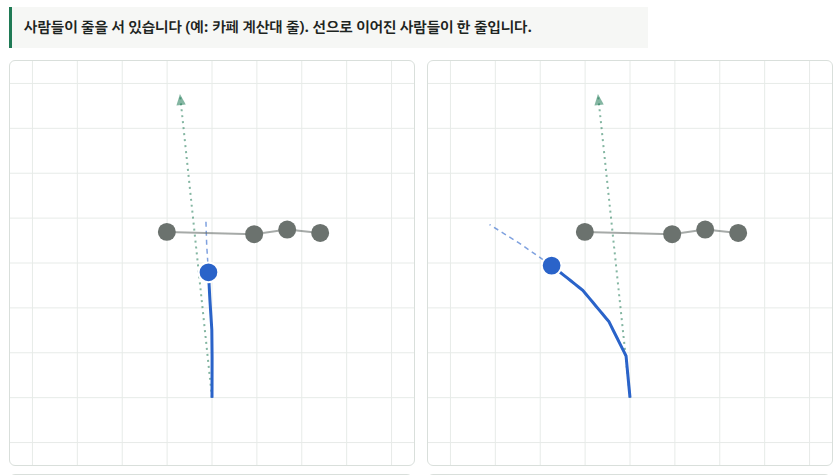 사람들이 줄을 서 있습니다 (예: 카페 계산대 줄). 선으로 이어진 사람들이 한 줄입니다.